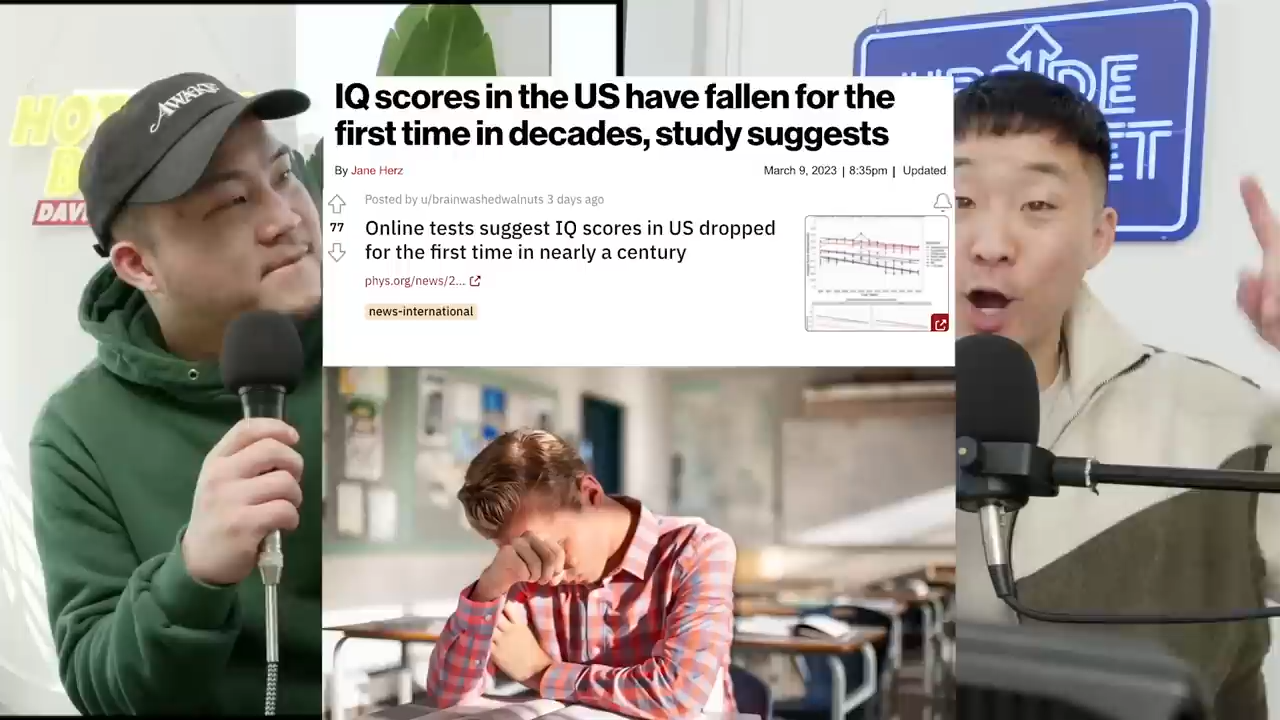 AWAKE
HOT
DAV
IQ scores in the US have fallen for the
first time in decades, study suggests
By Jane Herz
March 9, 2023 | 8:35pm | Updated
Posted by u/brainwashedwalnuts 3 days ago
77
Online tests suggest IQ scores in US dropped
for the first time in nearly a century
phys.org/news/2...
news-international